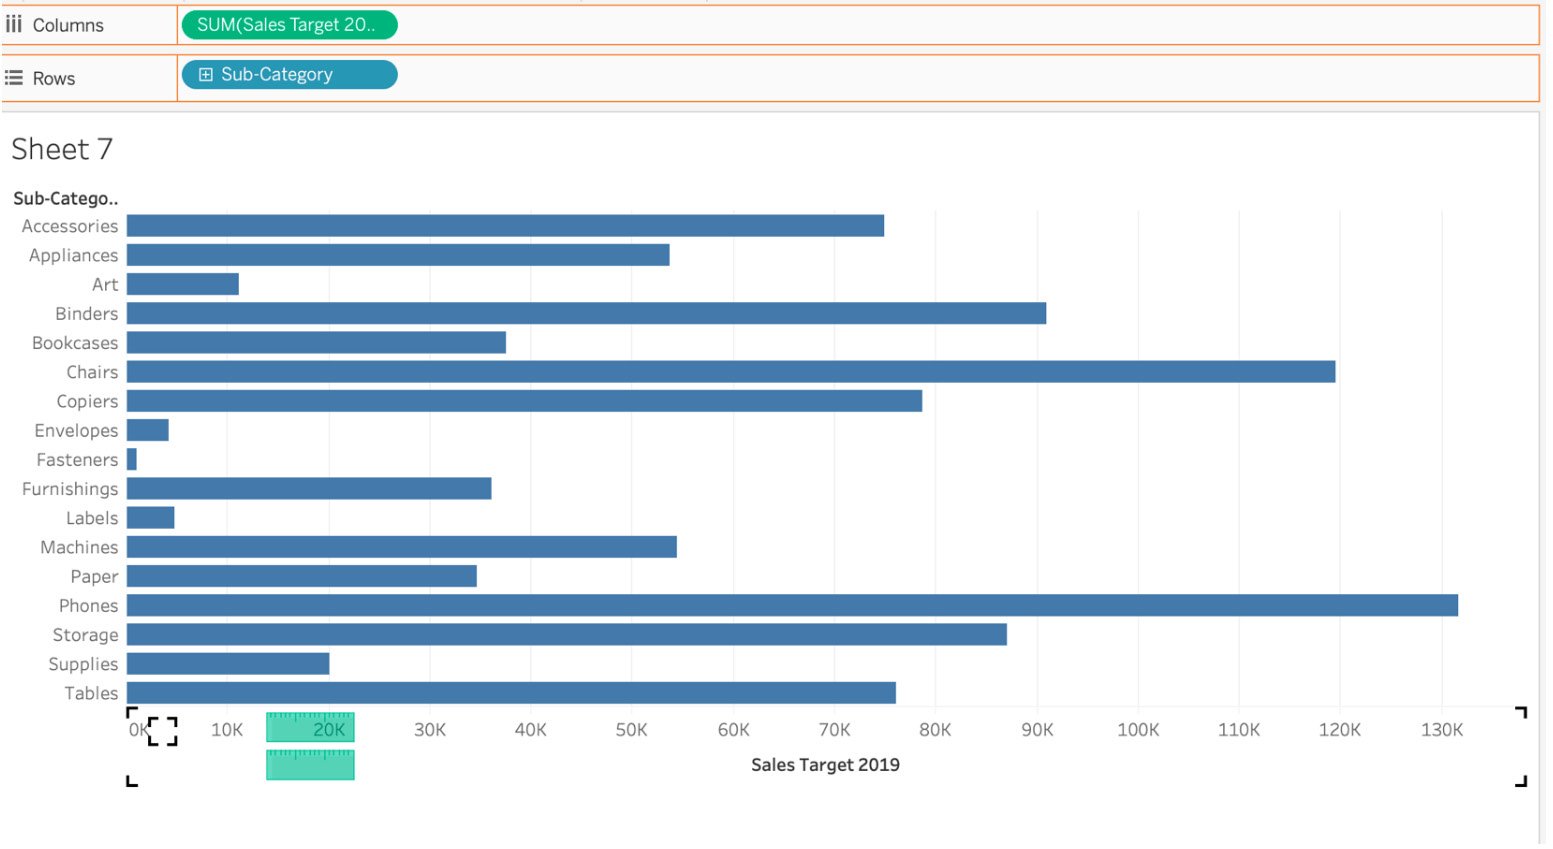 Columns SUM(Sales Target 20..
Rows Sub-Category
Sheet 7
Sub-Catego..
Accessories
Appliances
Art
Binders
Bookcases
Chairs
Copiers
Envelopes
Fasteners
Furnishings
Labels
Machines
Paper
Phones
Storage
Supplies
Tables
0K 10K 20K 30K 40K 50K 60K 70K 80K 90K 100K 110K 120K 130K
Sales Target 2019